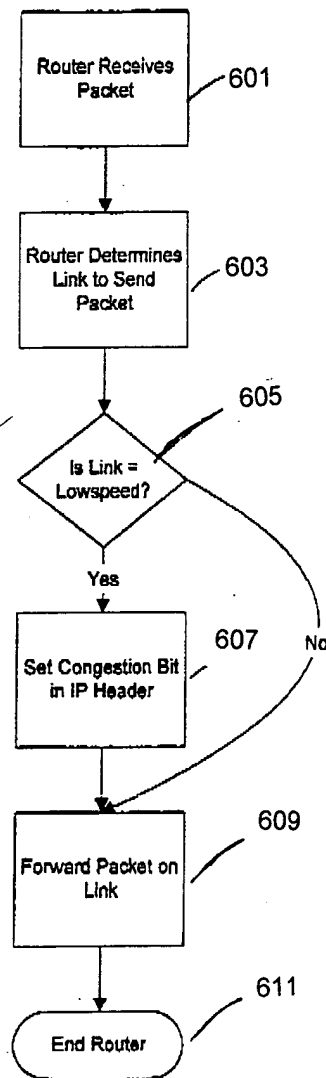 Router Receives
Packet
601
Router Determines
Link to Send
Packet
603
605
Is Link =
Lowspeed?
Yes
No
607
Set Congestion Bit
in IP Header
609
Forward Packet on
Link
611
End Router